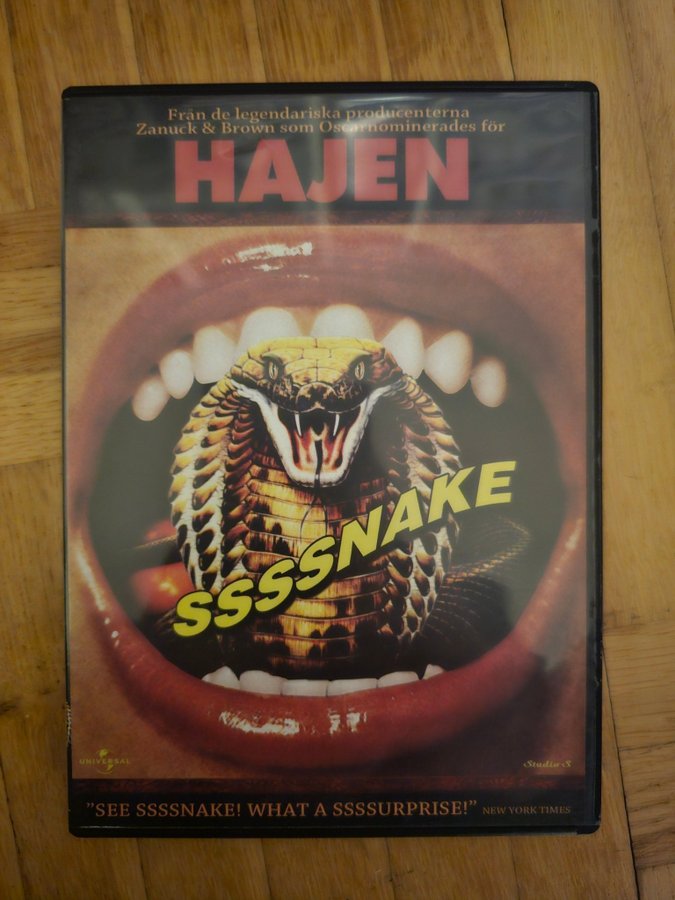 Från de legendariska producenterna
Zanuck & Brown som Oscarnominerades för
HAJEN
SSSSNAKE
UNIVERSAL
Studio S
”SEE SSSSNAKE! WHAT A SSSSURPRISE!” NEW YORK TIMES